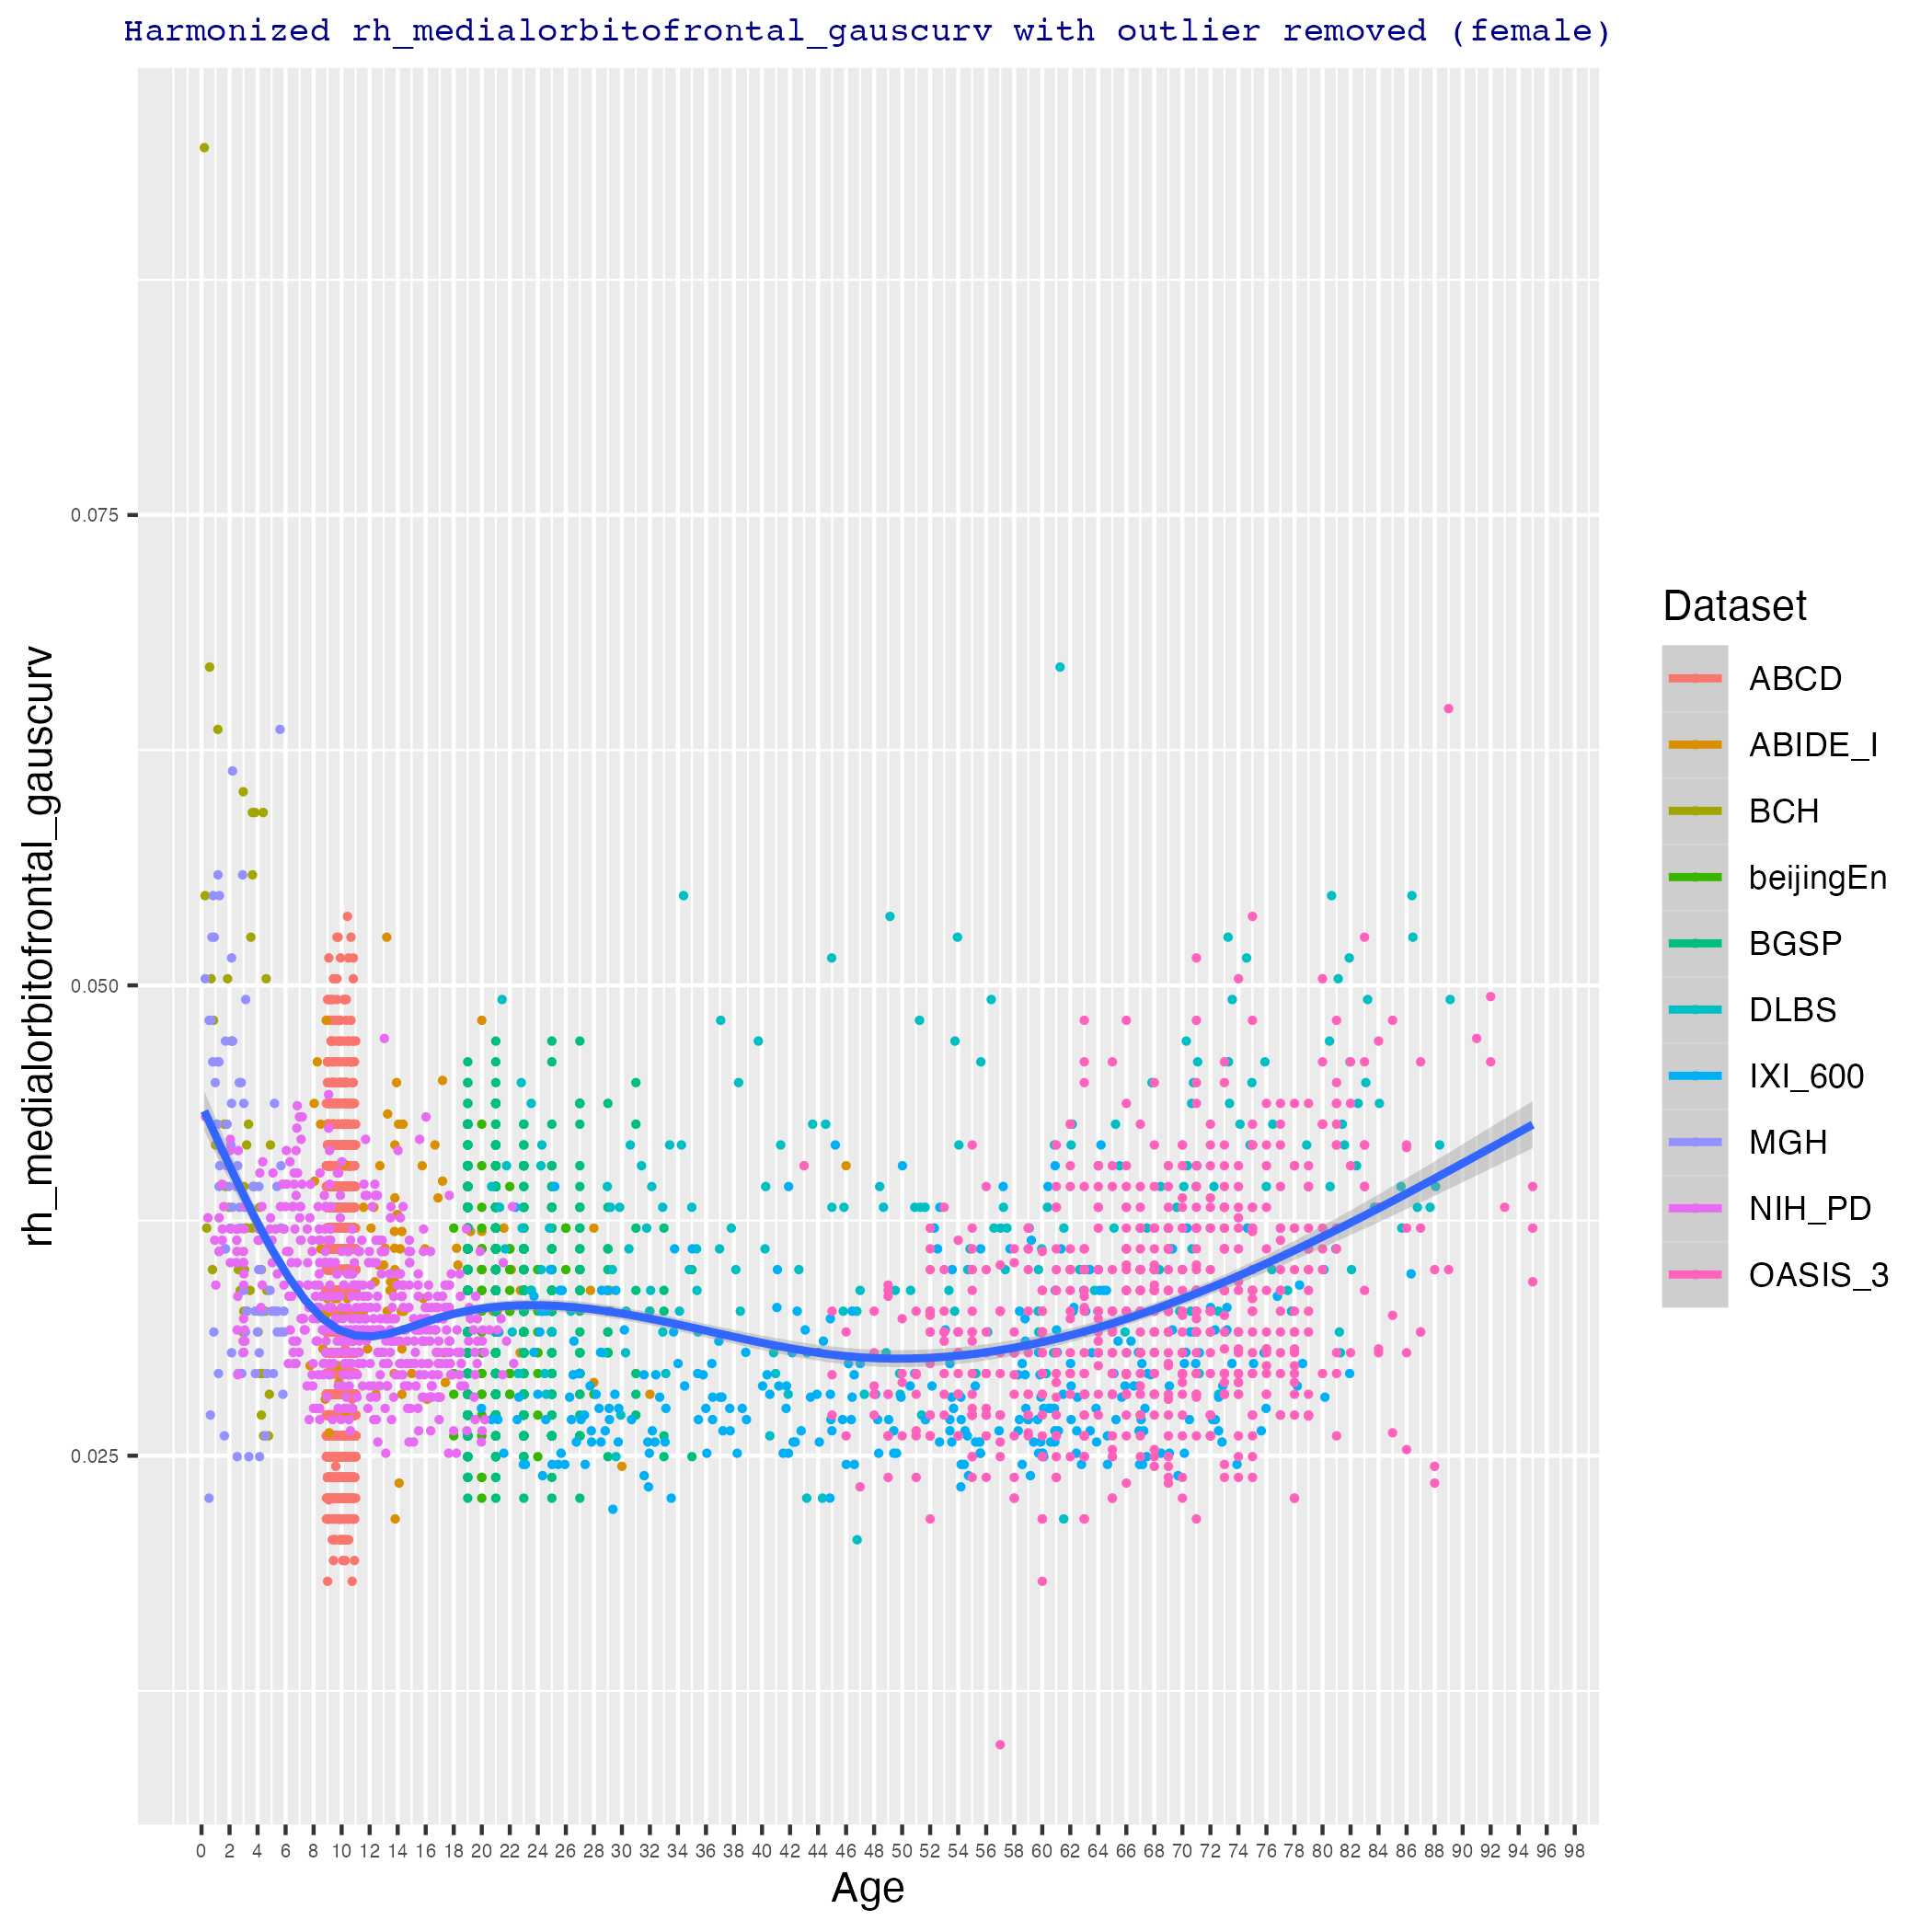 Harmonized rh_medialorbitofrontal_gauscurv with outlier removed (female)
rh_medialorbitofrontal_gauscurv
0.075
0.050
0.025
0 2 4 6 8 10 12 14 16 18 20 22 24 26 28 30 32 34 36 38 40 42 44 46 48 50 52 54 56 58 60 62 64 66 68 70 72 74 76 78 80 82 84 86 88 90 92 94 96 98
Age
Dataset
ABCD
ABIDE_I
BCH
beijingEn
BGSP
DLBS
IXI_600
MGH
NIH_PD
OASIS_3